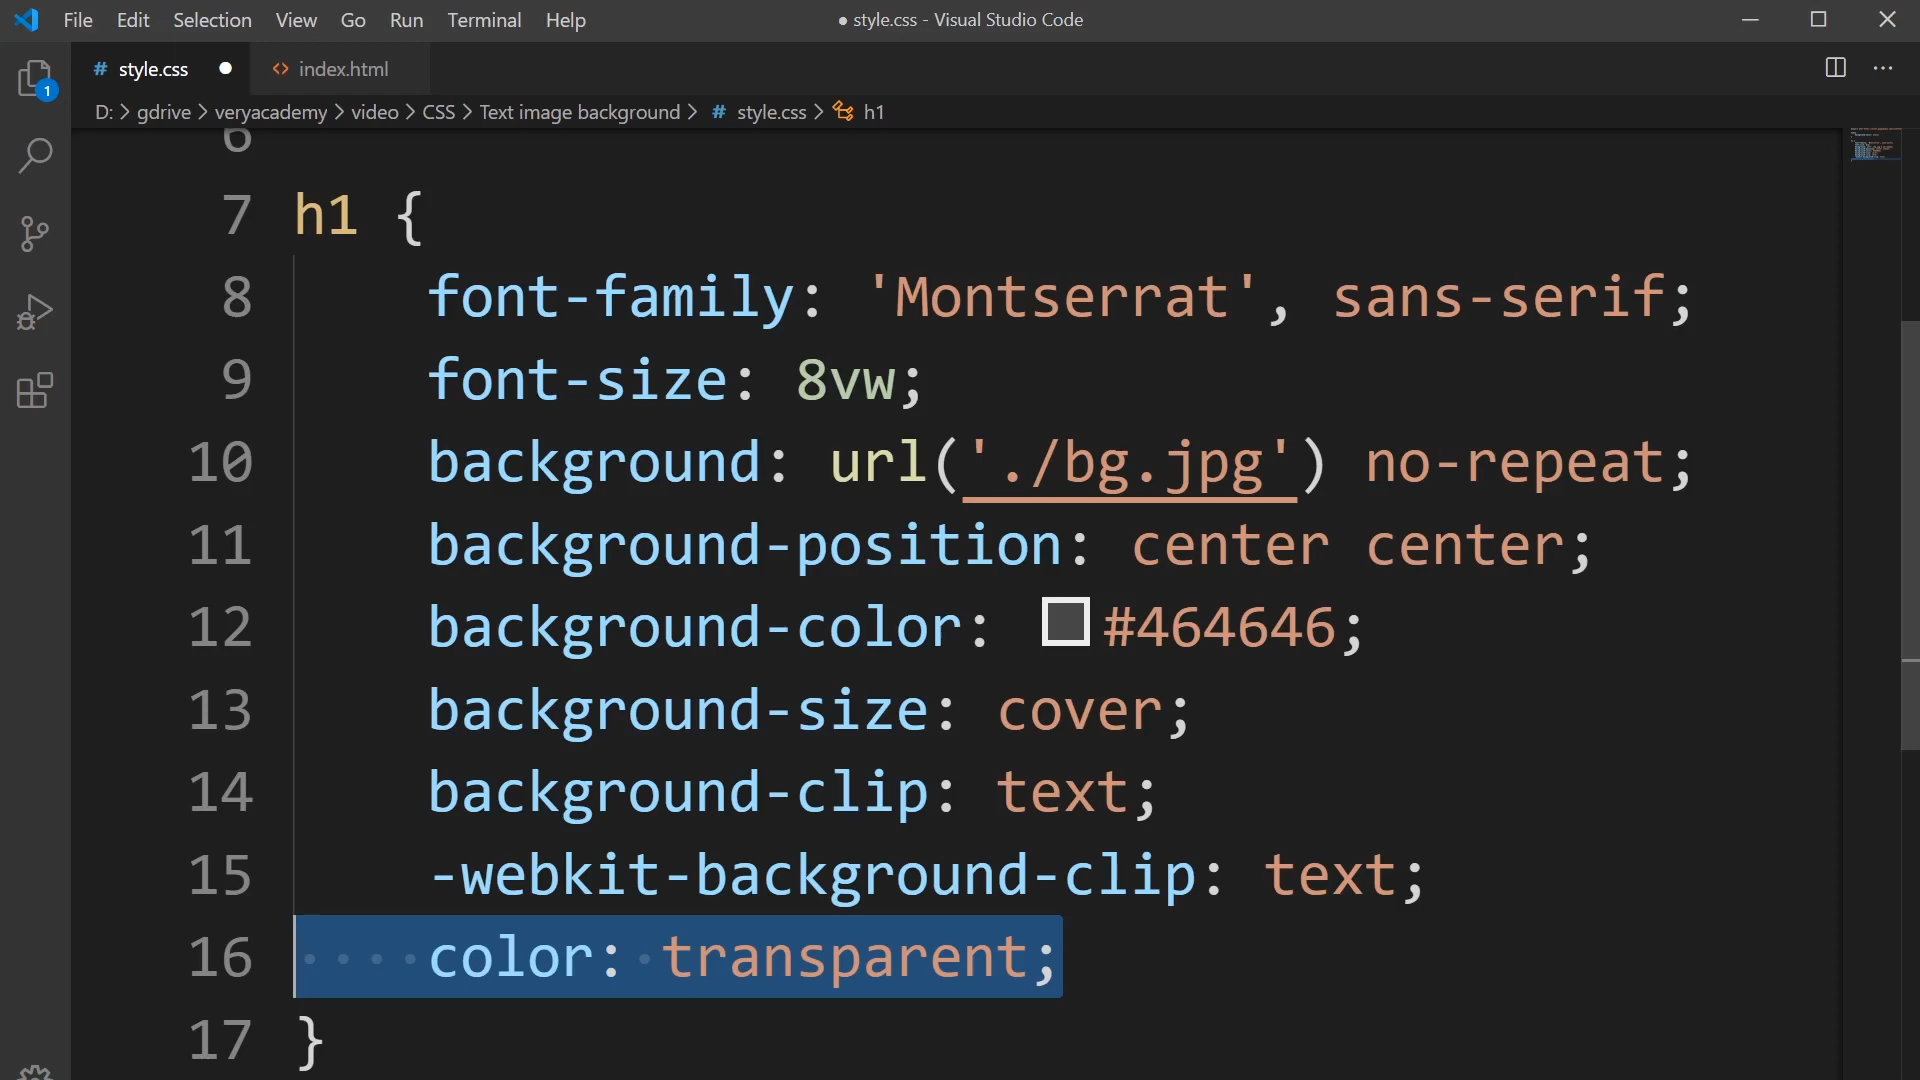 File Edit Selection View Go Run Terminal Help ● style.css - Visual Studio Code
# style.css ● <> index.html ···
1
D: > gdrive > veryacademy > video > CSS > Text image background > # style.css > h1
6
7 h1 {
8 font-family: 'Montserrat', sans-serif;
9 font-size: 8vw;
10 background: url('./bg.jpg') no-repeat;
11 background-position: center center;
12 background-color: #464646;
13 background-size: cover;
14 background-clip: text;
15 -webkit-background-clip: text;
16 ····color:·transparent;
17 }